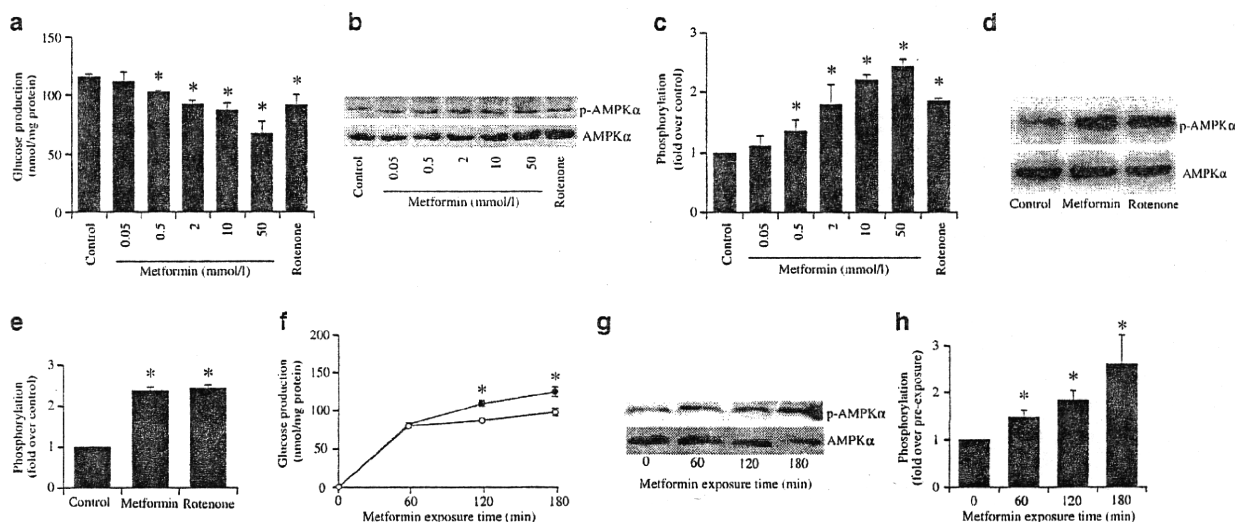 a
150
100
50
0
Glucose production
(nmol/mg protein)
*
*
*
*
*
Control
0.05
0.5
2
10
50
Rotenone
Metformin (mmol/l)
b
p-AMPKα
AMPKα
Control
0.05
0.5
2
10
50
Rotenone
Metformin (mmol/l)
c
3
2
1
0
Phosphorylation
(fold over control)
*
*
*
*
*
Control
0.05
0.5
2
10
50
Rotenone
Metformin (mmol/l)
d
p-AMPKα
AMPKα
Control Metformin Rotenone
e
3
2
1
0
Phosphorylation
(fold over control)
*
*
Control Metformin Rotenone
f
200
150
100
50
0
Glucose production
(nmol/mg protein)
*
*
0 60 120 180
Metformin exposure time (min)
g
p-AMPKα
AMPKα
0 60 120 180
Metformin exposure time (min)
h
3
2
1
0
Phosphorylation
(fold over pre-exposure)
*
*
*
0 60 120 180
Metformin exposure time (min)